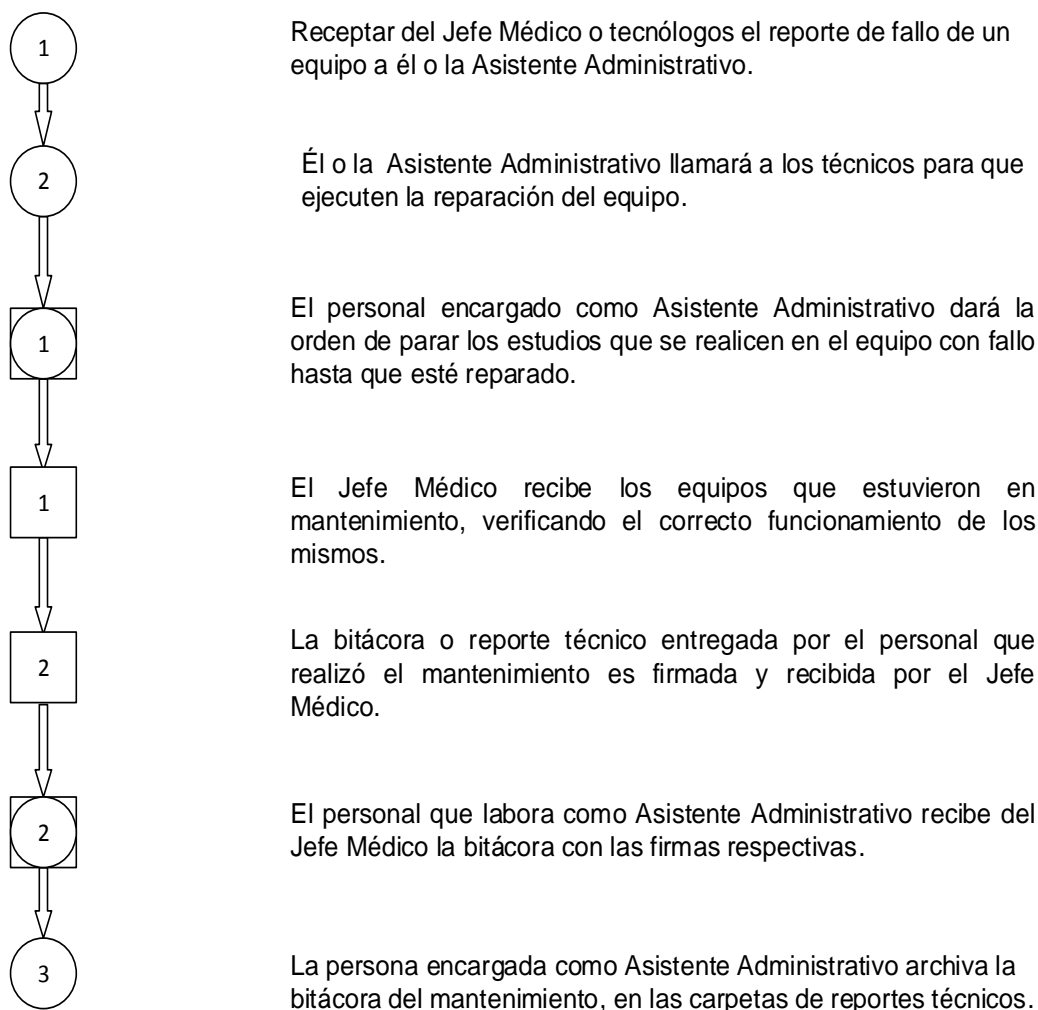 1
Receptar del Jefe Médico o tecnólogos el reporte de fallo de un
equipo a él o la Asistente Administrativo.
2
Él o la Asistente Administrativo llamará a los técnicos para que
ejecuten la reparación del equipo.
1
El personal encargado como Asistente Administrativo dará la
orden de parar los estudios que se realicen en el equipo con fallo
hasta que esté reparado.
1
El Jefe Médico recibe los equipos que estuvieron en
mantenimiento, verificando el correcto funcionamiento de los
mismos.
2
La bitácora o reporte técnico entregada por el personal que
realizó el mantenimiento es firmada y recibida por el Jefe
Médico.
2
El personal que labora como Asistente Administrativo recibe del
Jefe Médico la bitácora con las firmas respectivas.
3
La persona encargada como Asistente Administrativo archiva la
bitácora del mantenimiento, en las carpetas de reportes técnicos.